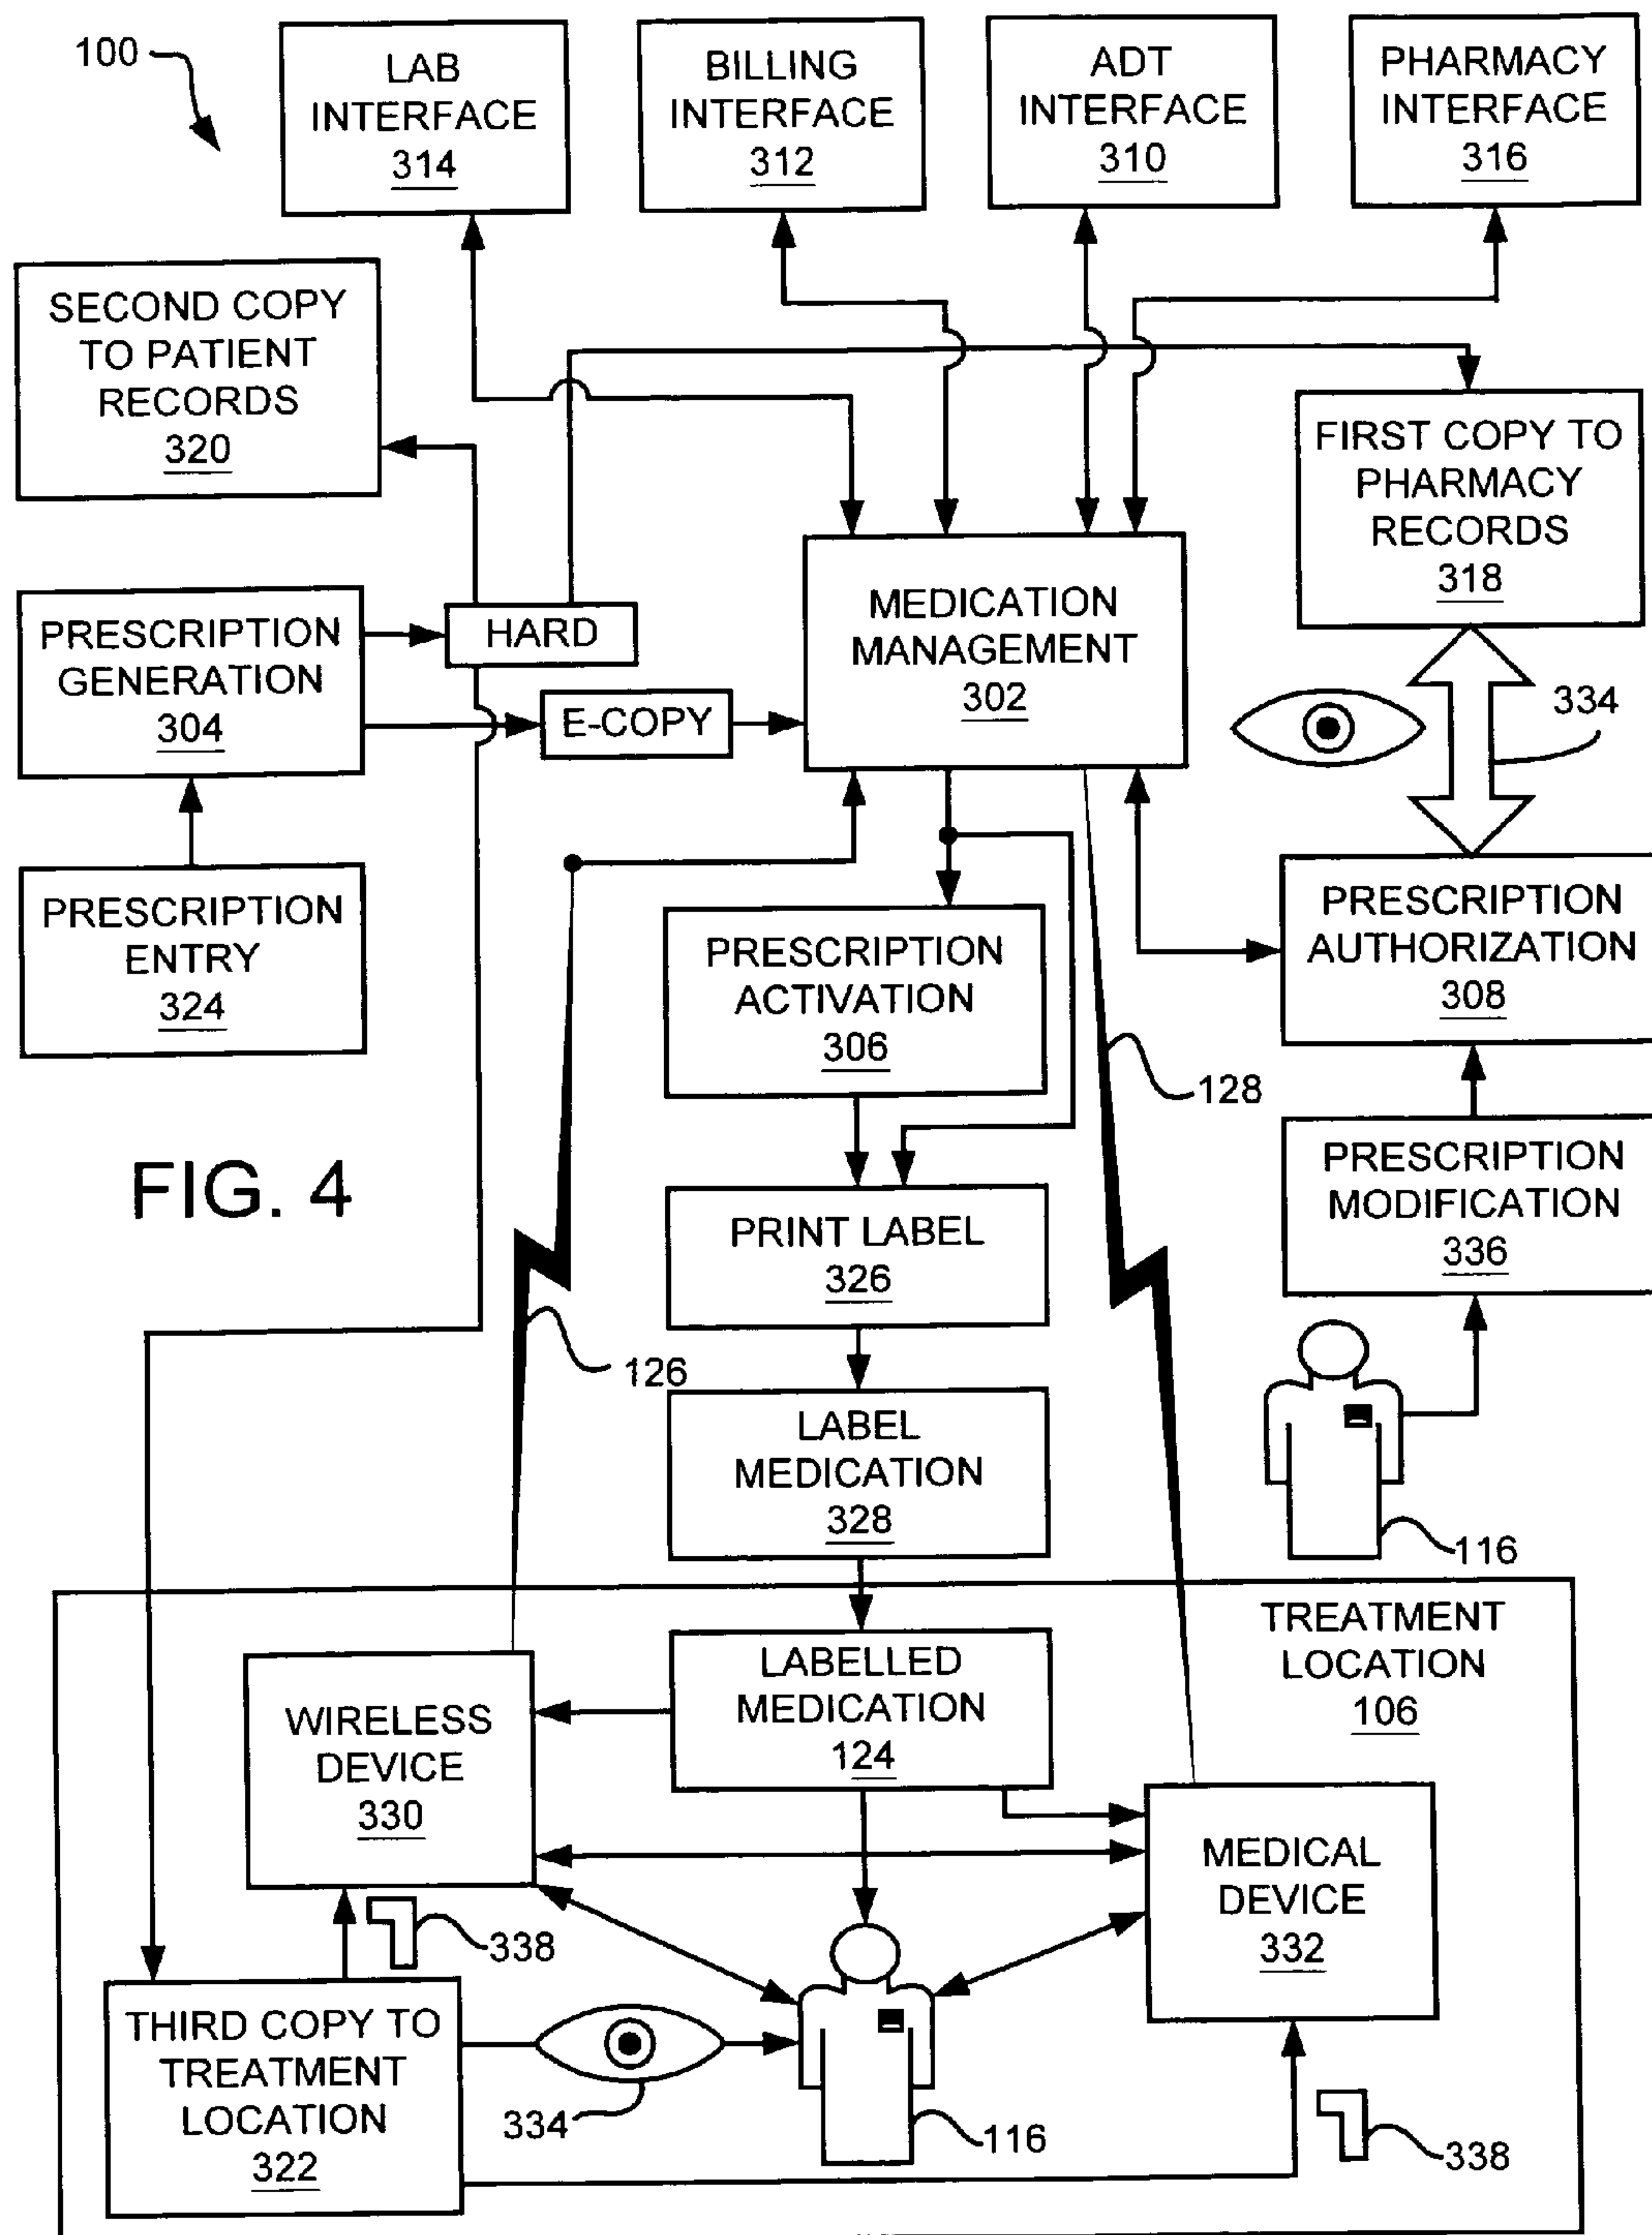 100
LAB
INTERFACE
314
BILLING
INTERFACE
312
ADT
INTERFACE
310
PHARMACY
INTERFACE
316
SECOND COPY
TO PATIENT
RECORDS
320
FIRST COPY TO
PHARMACY
RECORDS
318
PRESCRIPTION
GENERATION
304
HARD
E-COPY
MEDICATION
MANAGEMENT
302
334
PRESCRIPTION
ENTRY
324
PRESCRIPTION
ACTIVATION
306
PRESCRIPTION
AUTHORIZATION
308
128
FIG. 4
PRINT LABEL
326
PRESCRIPTION
MODIFICATION
336
126
LABEL
MEDICATION
328
116
TREATMENT
LOCATION
106
LABELLED
MEDICATION
124
WIRELESS
DEVICE
330
MEDICAL
DEVICE
332
338
THIRD COPY TO
TREATMENT
LOCATION
322
334
116
338